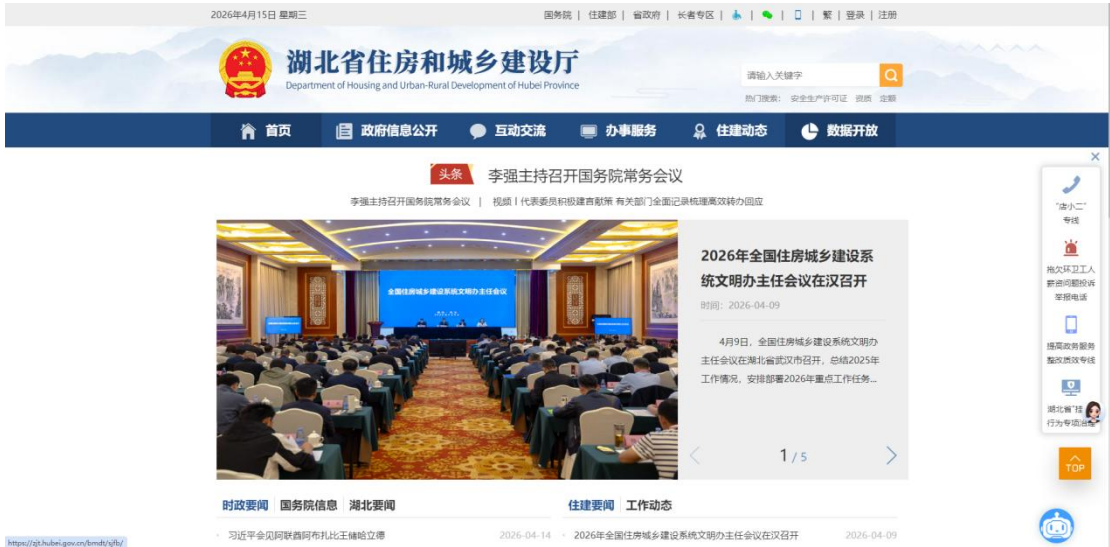 2026年4月15日 星期三
国务院 | 住建部 | 省政府 | 长者专区 | | | | 繁 | 登录 | 注册
湖北省住房和城乡建设厅
Department of Housing and Urban-Rural Development of Hubei Province
请输入关键字
热门搜索： 安全生产许可证 资质 定额
首页 政府信息公开 互动交流 办事服务 住建动态 数据开放
头条 李强主持召开国务院常务会议
李强主持召开国务院常务会议 | 视频丨代表委员积极建言献策 有关部门全面记录梳理高效转办回应
全国住房城乡建设系统文明办主任会议
2026年全国住房城乡建设系
统文明办主任会议在汉召开
时间：2026-04-09
4月9日，全国住房城乡建设系统文明办
主任会议在湖北省武汉市召开，总结2025年
工作情况，安排部署2026年重点工作任务...
1 / 5
“店小二”
专线
拖欠环卫工人
薪资问题投诉
举报电话
提高政务服务
整改质效专线
湖北省“挂
行为专项治理
TOP
时政要闻 国务院信息 湖北要闻
住建要闻 工作动态
习近平会见阿联酋阿布扎比王储哈立德 2026-04-14
2026年全国住房城乡建设系统文明办主任会议在汉召开 2026-04-09
https://zjt.hubei.gov.cn/bmdt/sjfb/